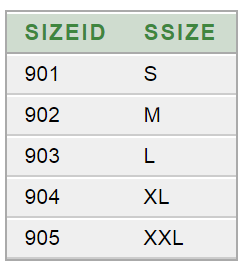 SIZEID SSIZE
901 S
902 M
903 L
904 XL
905 XXL